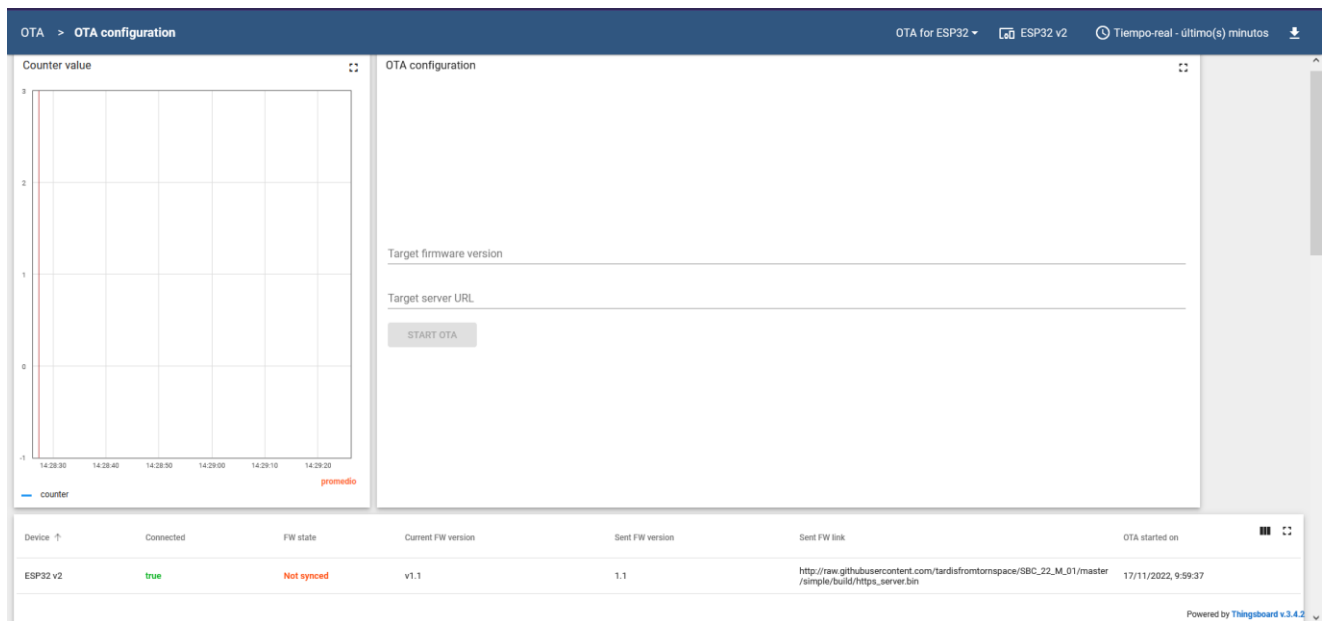 OTA > OTA configuration
OTA for ESP32
ESP32 v2
Tiempo-real - último(s) minutos
Counter value
3
2
1
0
-1
14:28:30 14:28:40 14:28:50 14:29:00 14:29:10 14:29:20
promedio
counter
OTA configuration
Target firmware version
Target server URL
START OTA
Device Connected FW state Current FW version Sent FW version Sent FW link OTA started on
ESP32 v2 true Not synced v1.1 1.1 http://raw.githubusercontent.com/tardisfromtornspace/SBC_22_M_01/master
/simple/build/https_server.bin 17/11/2022, 9:59:37
Powered by Thingsboard v.3.4.2